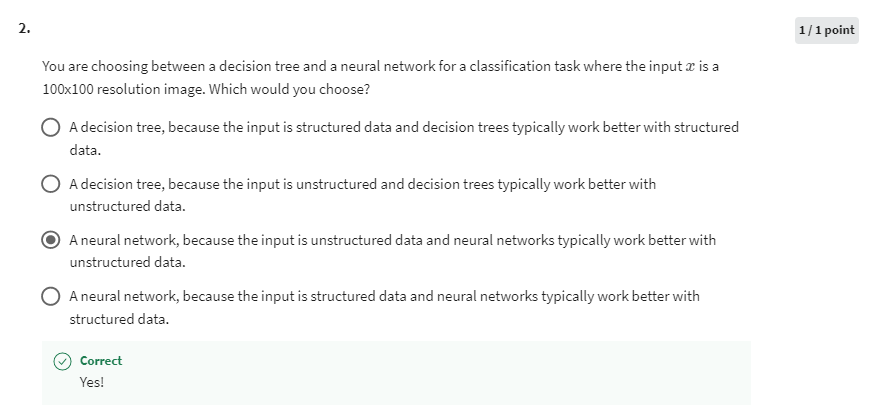 2.
1 / 1 point
You are choosing between a decision tree and a neural network for a classification task where the input x is a
100x100 resolution image. Which would you choose?
A decision tree, because the input is structured data and decision trees typically work better with structured
data.
A decision tree, because the input is unstructured and decision trees typically work better with
unstructured data.
A neural network, because the input is unstructured data and neural networks typically work better with
unstructured data.
A neural network, because the input is structured data and neural networks typically work better with
structured data.
Correct
Yes!